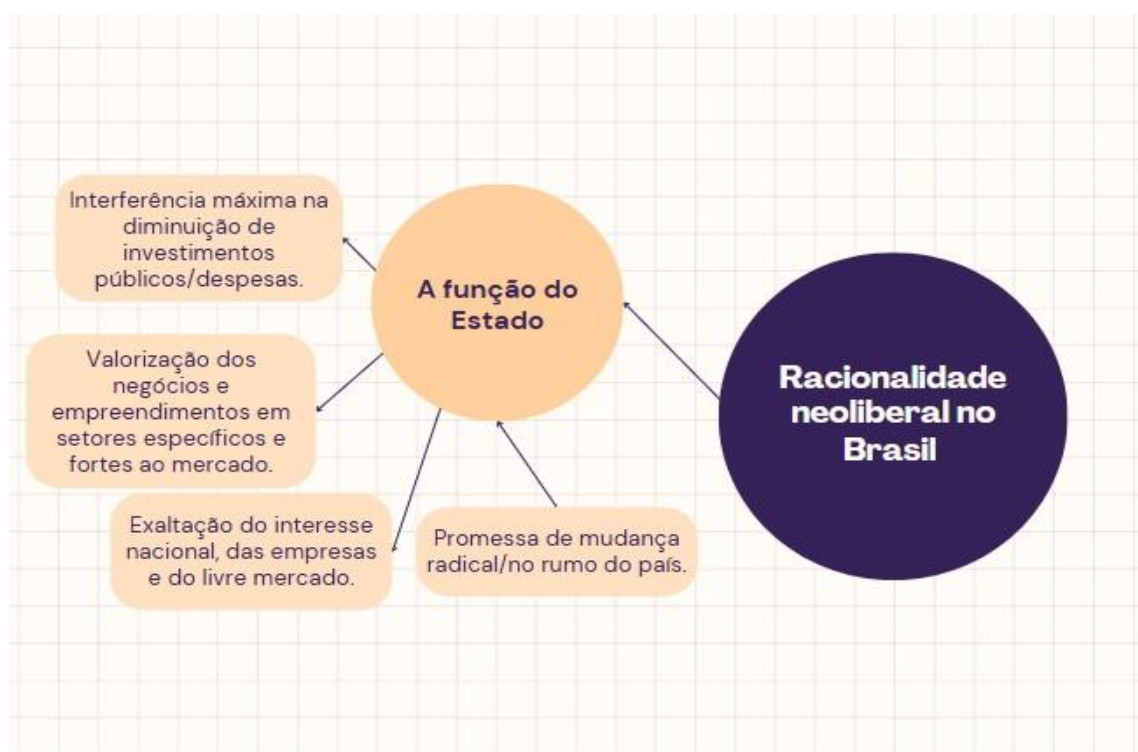 Interferência máxima na
diminuição de
investimentos
públicos/despesas.
A função do
Estado
Valorização dos
negócios e
empreendimentos em
setores específicos e
fortes ao mercado.
Racionalidade
neoliberal no
Brasil
Exaltação do interesse
nacional, das empresas
e do livre mercado.
Promessa de mudança
radical/no rumo do país.